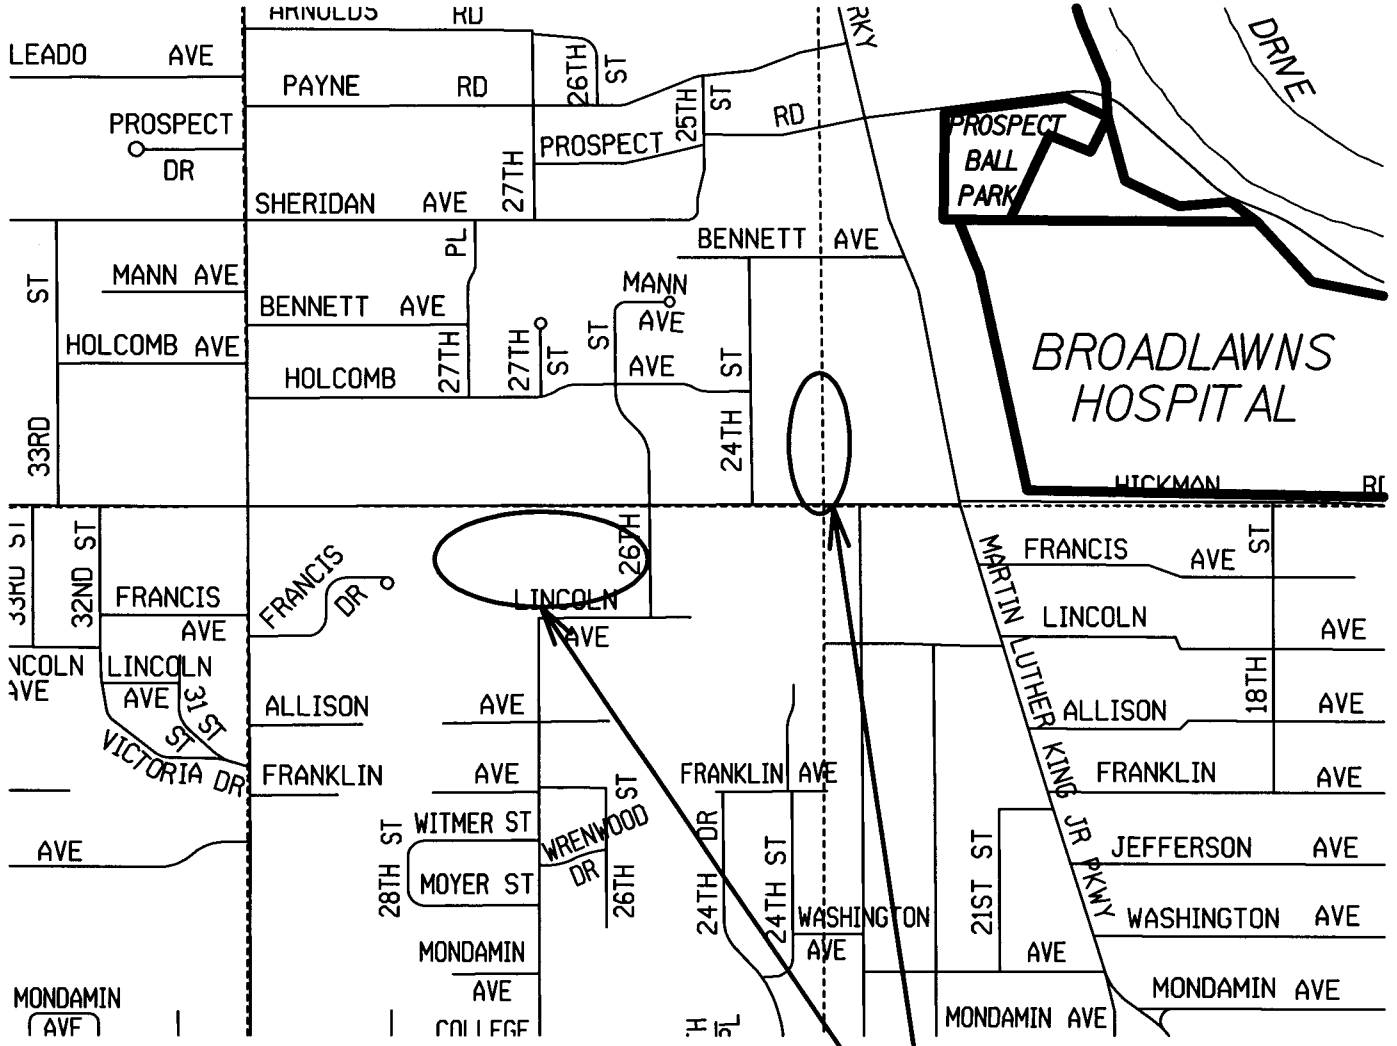 ARNOLDS RD
RKY
DRIVE
LEADO AVE
PAYNE RD
26TH ST
25TH ST
RD
PROSPECT DR
PROSPECT
27TH
PROSPECT BALL PARK
SHERIDAN AVE
PL
BENNETT AVE
ST
MANN AVE
MANN AVE
BENNETT AVE
HOLCOMB AVE
27TH
27TH ST
ST
AVE
ST
HOLCOMB
BROADLAWNS
HOSPITAL
33RD
24TH
HICKMAN
33RD ST
32ND ST
26TH
FRANCIS DR
FRANCIS AVE
MARTIN LUTHER KING JR PKWY
FRANCIS AVE
ST
LINCOLN AVE
LINCOLN AVE
NCOLN AVE
LINCOLN AVE
31 ST ST
VICTORIA DR
ALLISON AVE
18TH
ALLISON AVE
FRANKLIN AVE
FRANKLIN AVE
FRANKLIN AVE
ST
WITMER ST
WRENWOOD DR
28TH ST
MOYER ST
26TH
24TH DR
24TH ST
AVE
21ST ST
JEFFERSON AVE
WASHINGTON AVE
WASHINGTON AVE
MONDAMIN AVE
AVE
MONDAMIN AVE
MONDAMIN AVE
MONDAMIN AVE
COLLEGE
PL